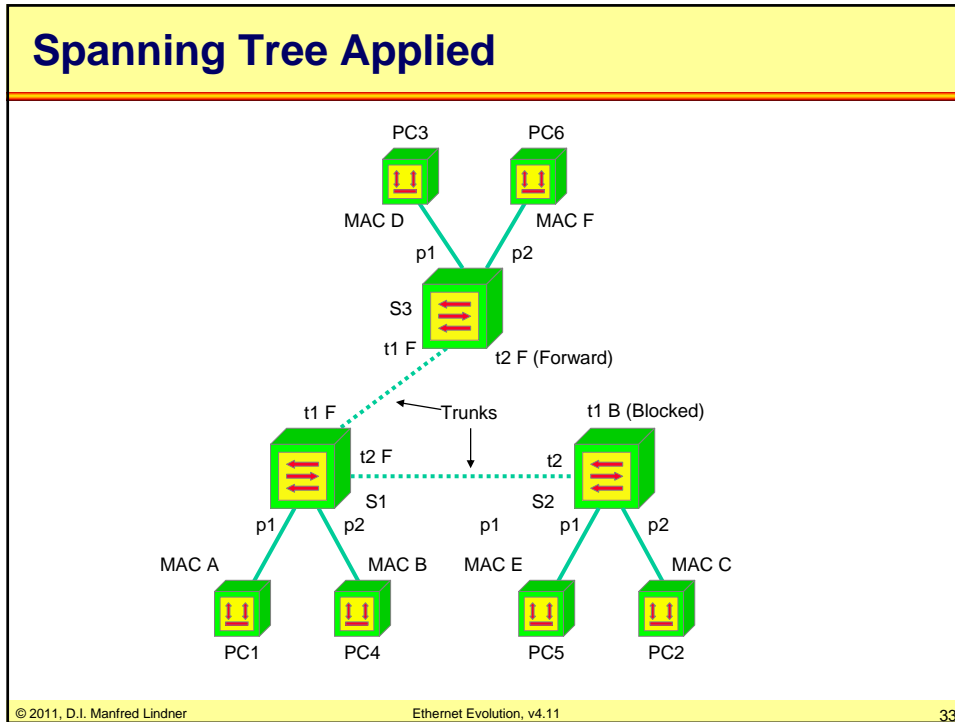 Spanning Tree Applied
PC3
PC6
MAC D
MAC F
p1
p2
S3
t1 F
t2 F (Forward)
t1 F
Trunks
t1 B (Blocked)
t2 F
t2
S1
S2
p1
p2
p1
p1
p2
MAC A
MAC B
MAC E
MAC C
PC1
PC4
PC5
PC2
© 2011, D.I. Manfred Lindner
Ethernet Evolution, v4.11
33